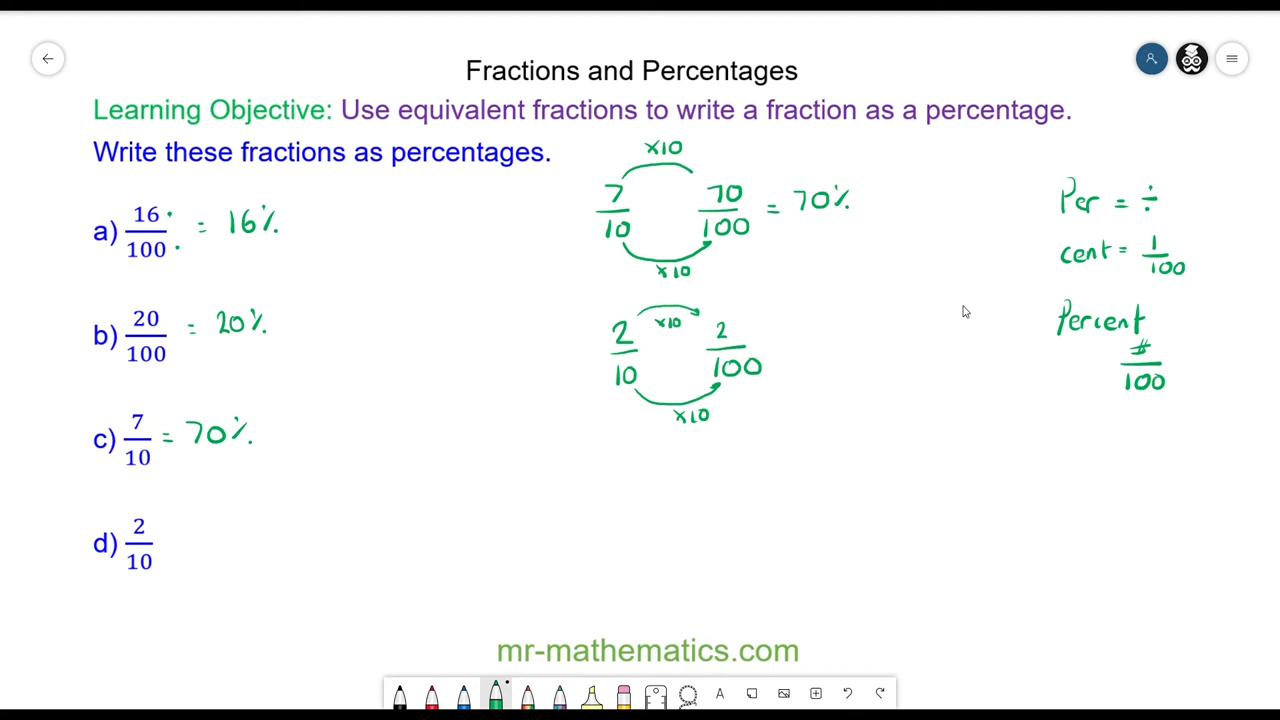 Fractions and Percentages
Learning Objective: Use equivalent fractions to write a fraction as a percentage.
Write these fractions as percentages.
a) 16/100 = 16%
b) 20/100 = 20%
c) 7/10 = 70%
d) 2/10
×10
7/10 70/100 = 70%
×10
×10
2/10 2/100
×10
Per = ÷
cent = 1/100
Percent
#/100
mr-mathematics.com
A